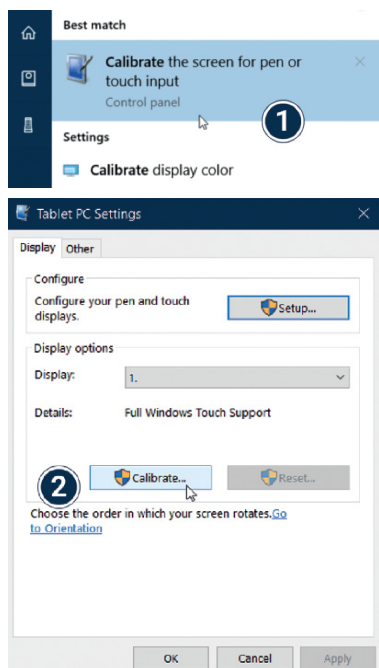 Best match
Calibrate the screen for pen or
touch input
Control panel
1
Settings
Calibrate display color
Tablet PC Settings
Display Other
Configure
Configure your pen and touch
displays.
Setup...
Display options
Display: 1.
Details: Full Windows Touch Support
2
Calibrate... Reset...
Choose the order in which your screen rotates.Go
to Orientation
OK Cancel Apply